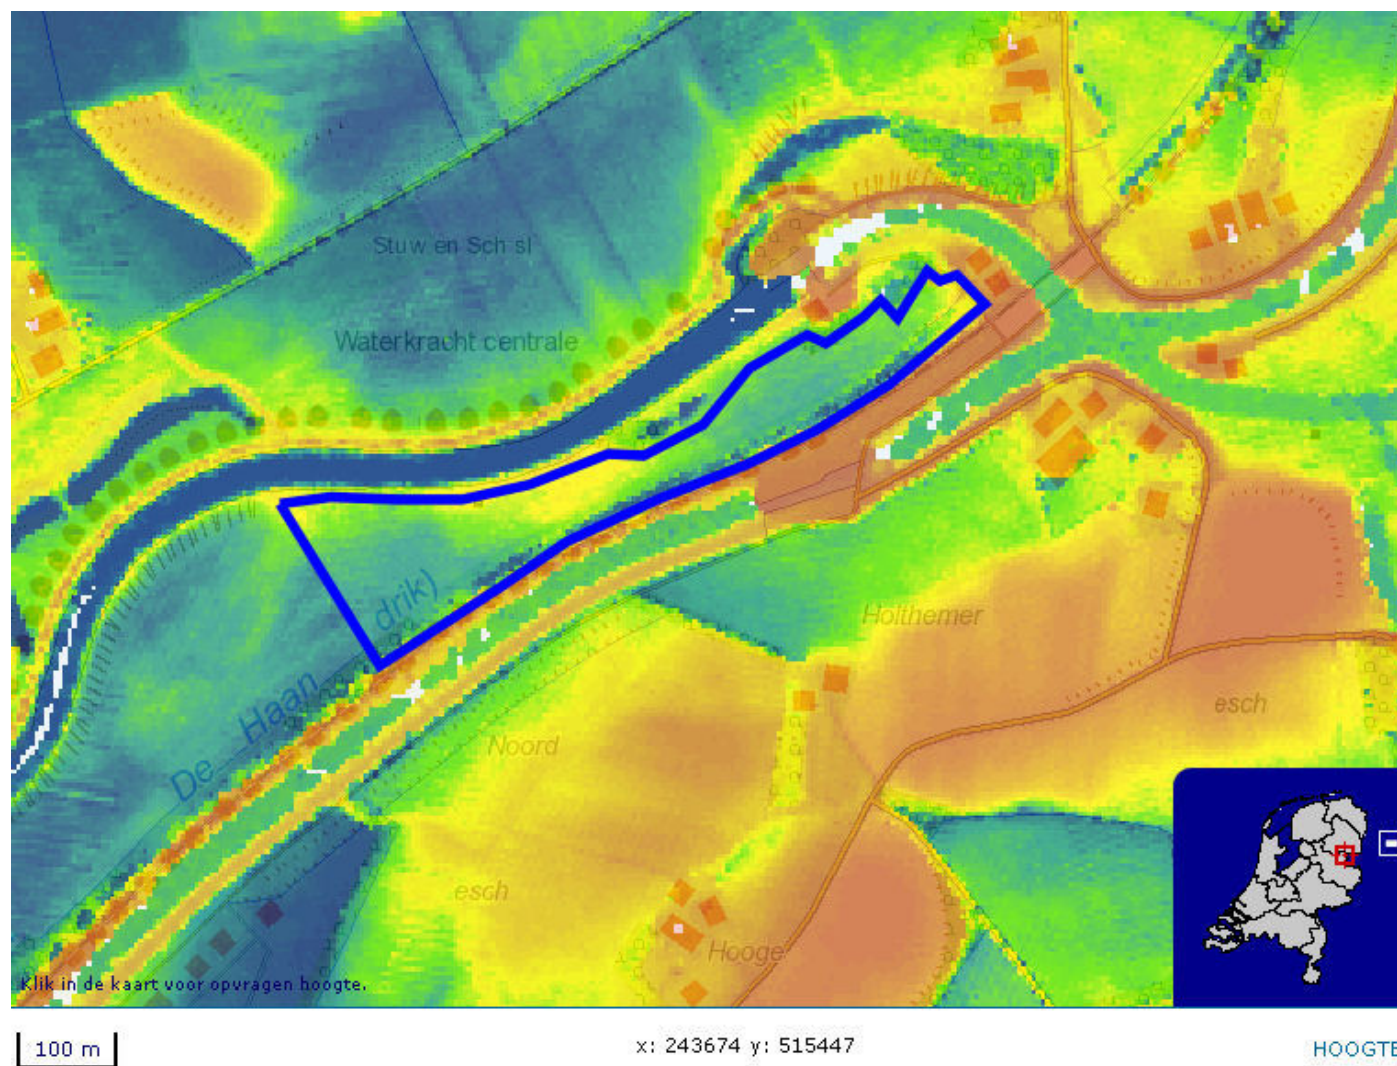 Stuw en Sch sl
Waterkracht centrale
drik)
De Haan
Holthemer
esch
Noord
esch
Hooge
Klik in de kaart voor opvragen hoogte.
100 m
x: 243674 y: 515447
HOOGTE